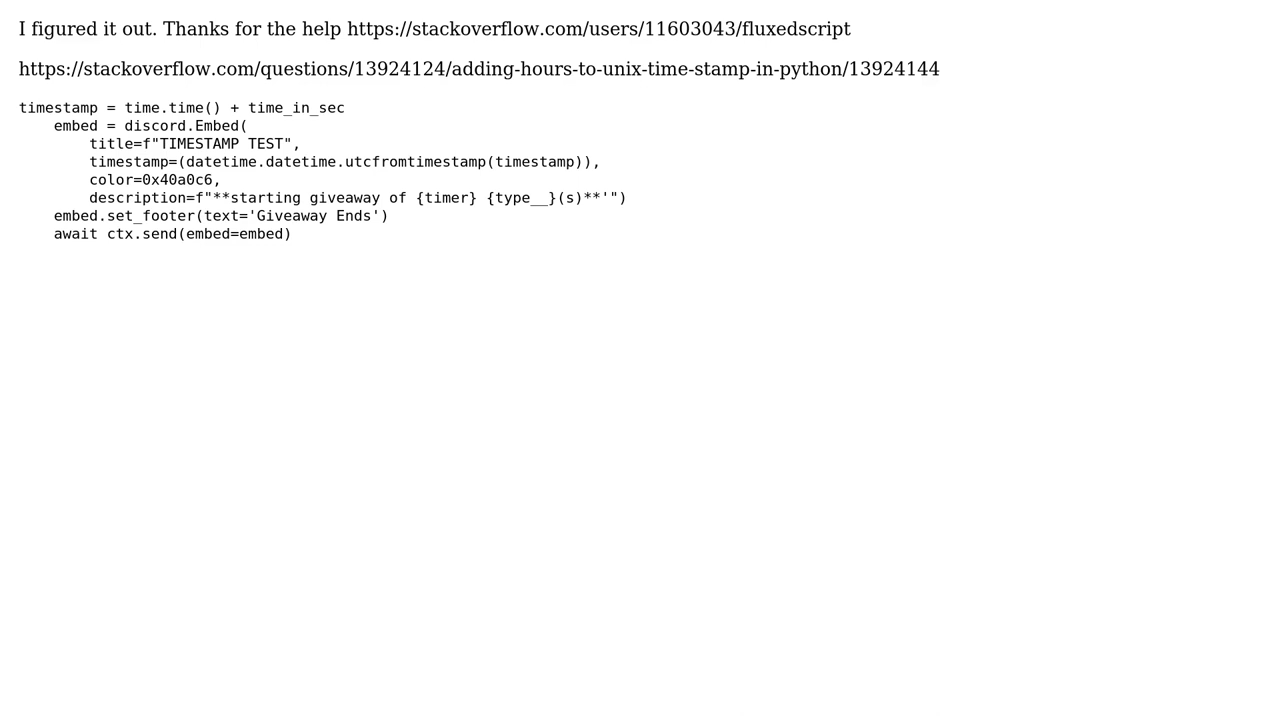 I figured it out. Thanks for the help https://stackoverflow.com/users/11603043/fluxedscript
https://stackoverflow.com/questions/13924124/adding-hours-to-unix-time-stamp-in-python/13924144
timestamp = time.time() + time_in_sec
    embed = discord.Embed(
        title=f"TIMESTAMP TEST",
        timestamp=(datetime.datetime.utcfromtimestamp(timestamp)),
        color=0x40a0c6,
        description=f"**starting giveaway of {timer} {type__}(s)**'")
    embed.set_footer(text='Giveaway Ends')
    await ctx.send(embed=embed)